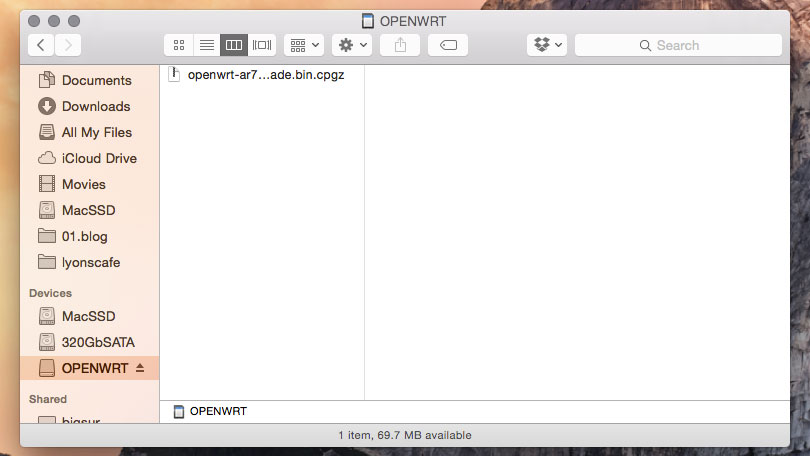 OPENWRT
Search
Documents
Downloads
All My Files
iCloud Drive
Movies
MacSSD
01.blog
lyonscafe
Devices
MacSSD
320GbSATA
OPENWRT
Shared
openwrt-ar7...ade.bin.cpgz
OPENWRT
1 item, 69.7 MB available